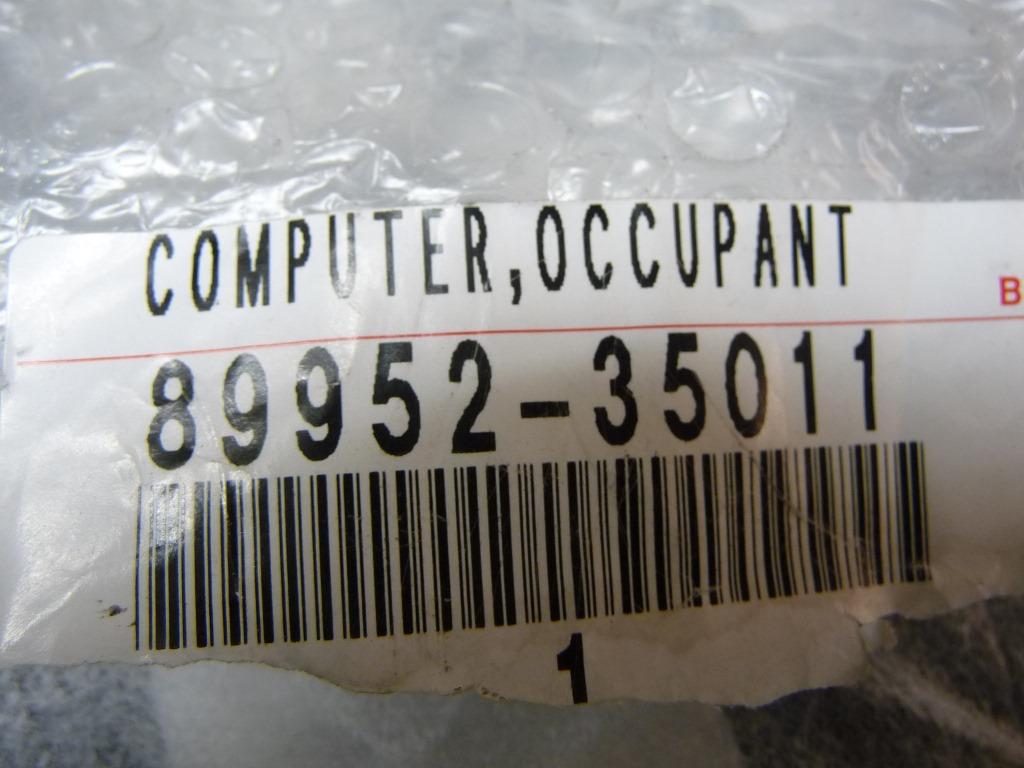 COMPUTER,OCCUPANT
B
89952-35011
1